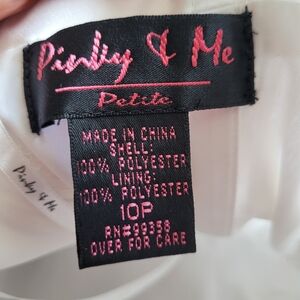 Pinky & Me
Petite
MADE IN CHINA
SHELL:
100% POLYESTER
LINING:
100% POLYESTER
10P
RN#99356
OVER FOR CARE
Pinky & Me